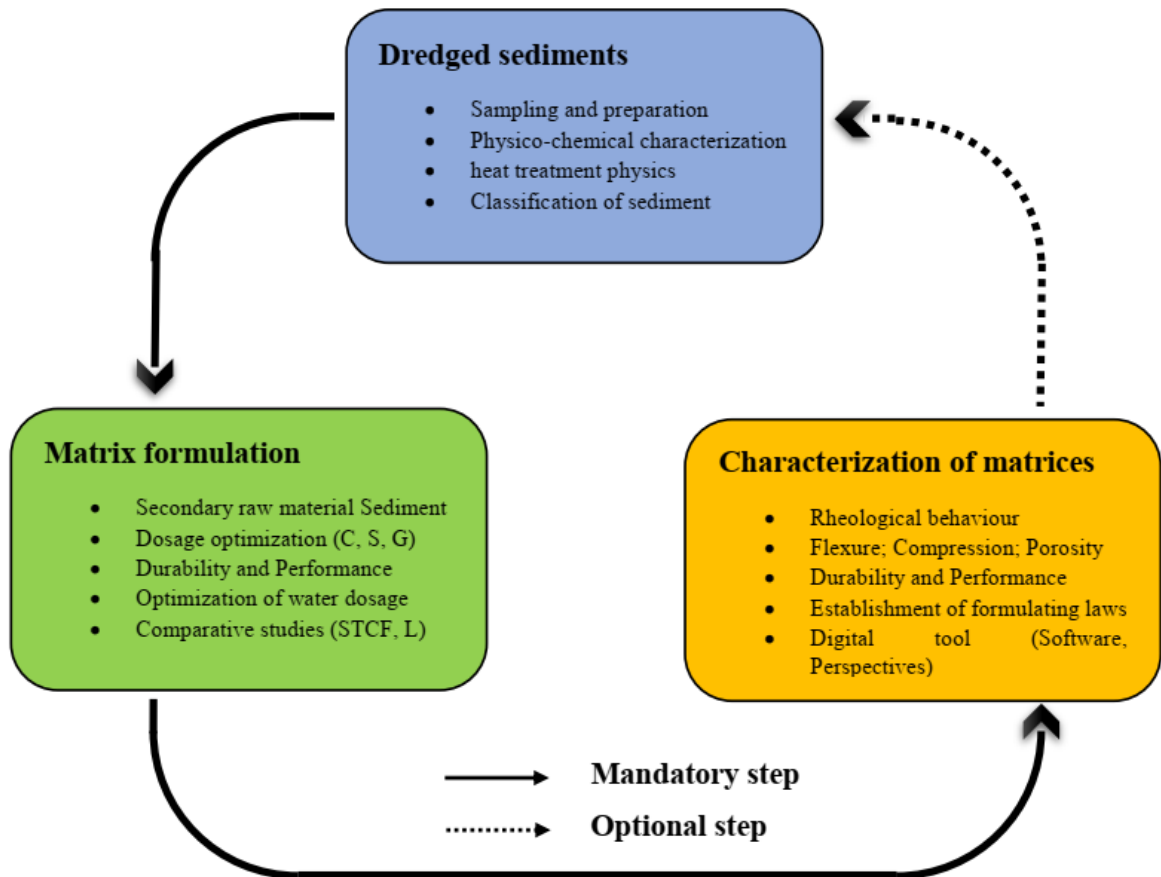 Dredged sediments
• Sampling and preparation
• Physico-chemical characterization
• heat treatment physics
• Classification of sediment
Matrix formulation
• Secondary raw material Sediment
• Dosage optimization (C, S, G)
• Durability and Performance
• Optimization of water dosage
• Comparative studies (STCF, L)
Characterization of matrices
• Rheological behaviour
• Flexure; Compression; Porosity
• Durability and Performance
• Establishment of formulating laws
• Digital tool (Software,
Perspectives)
Mandatory step
Optional step